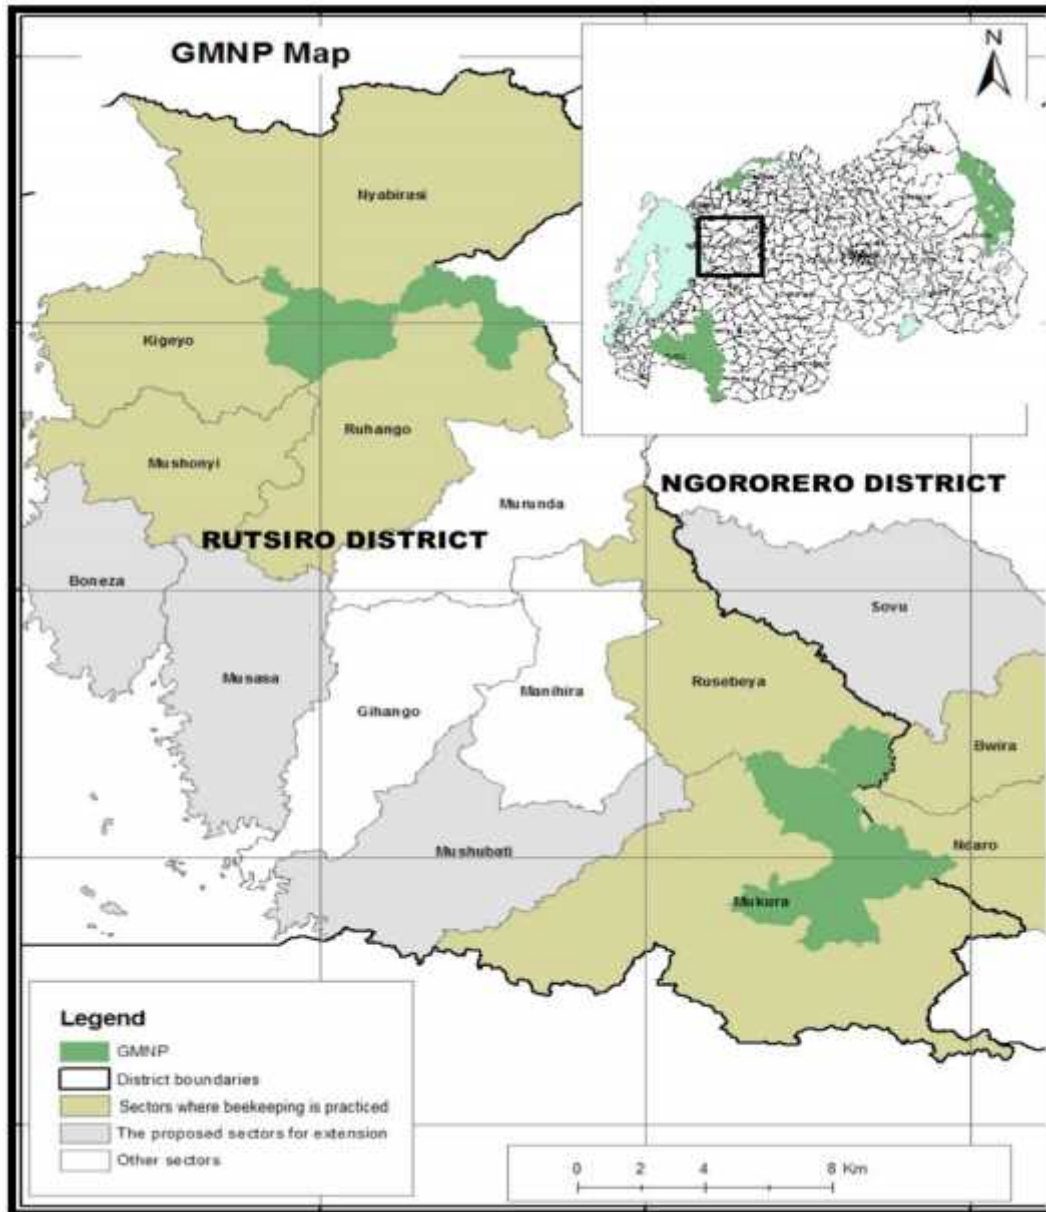 GMNP Map
N
Nyabirasi
Kigeyo
Ruhango
Mushonyi
Murunda
NGORORERO DISTRICT
RUTSIRO DISTRICT
Boneza
Sovu
Musasa
Rusebeya
Manihira
Gihango
Bwira
Mushubati
Ndaro
Mukura
Legend
GMNP
District boundaries
Sectors where beekeeping is practiced
The proposed sectors for extension
Other sectors
0 2 4 8 Km